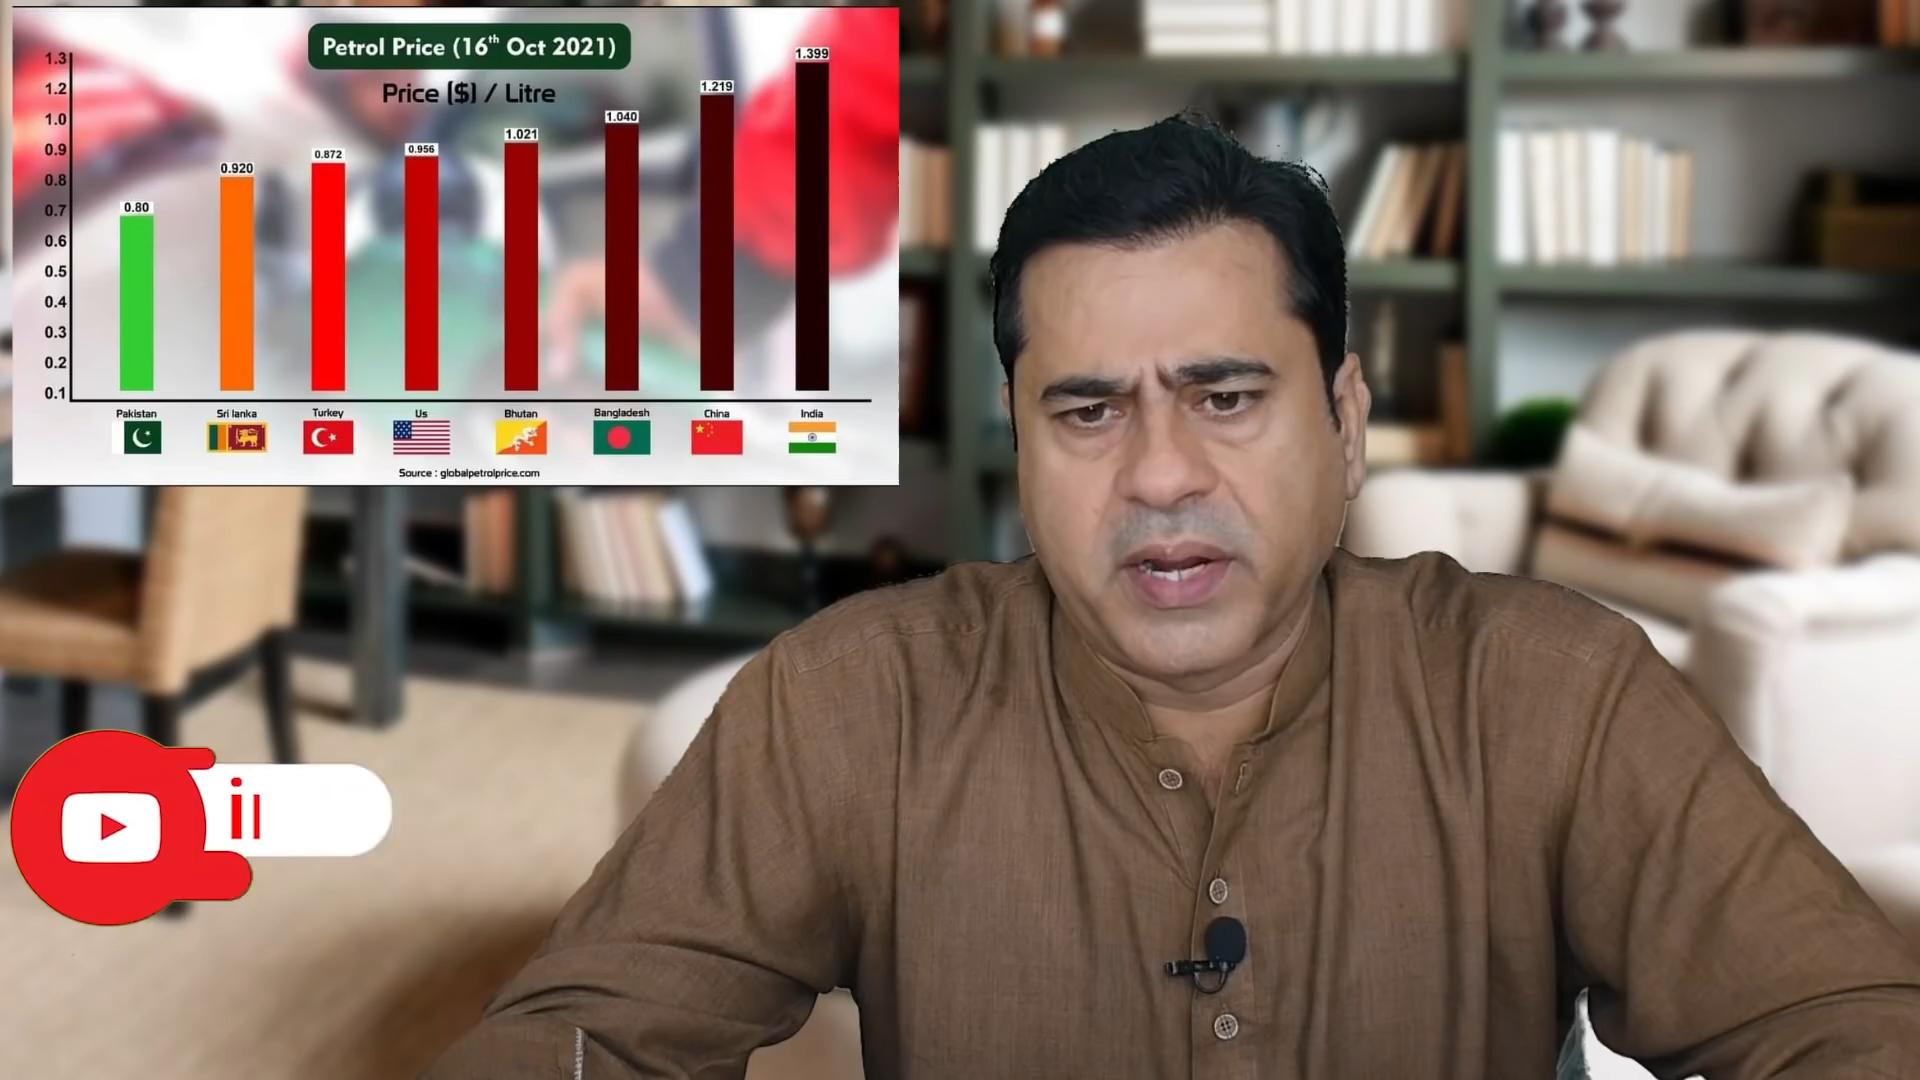 Petrol Price (16th Oct 2021)
Price ($) / Litre
1.3
1.2
1.0
0.9
0.8
0.7
0.6
0.5
0.4
0.3
0.2
0.1
0.80
0.920
0.872
0.956
1.021
1.040
1.219
1.399
Pakistan
Sri lanka
Turkey
Us
Bhutan
Bangladesh
China
India
Source : globalpetrolprice.com